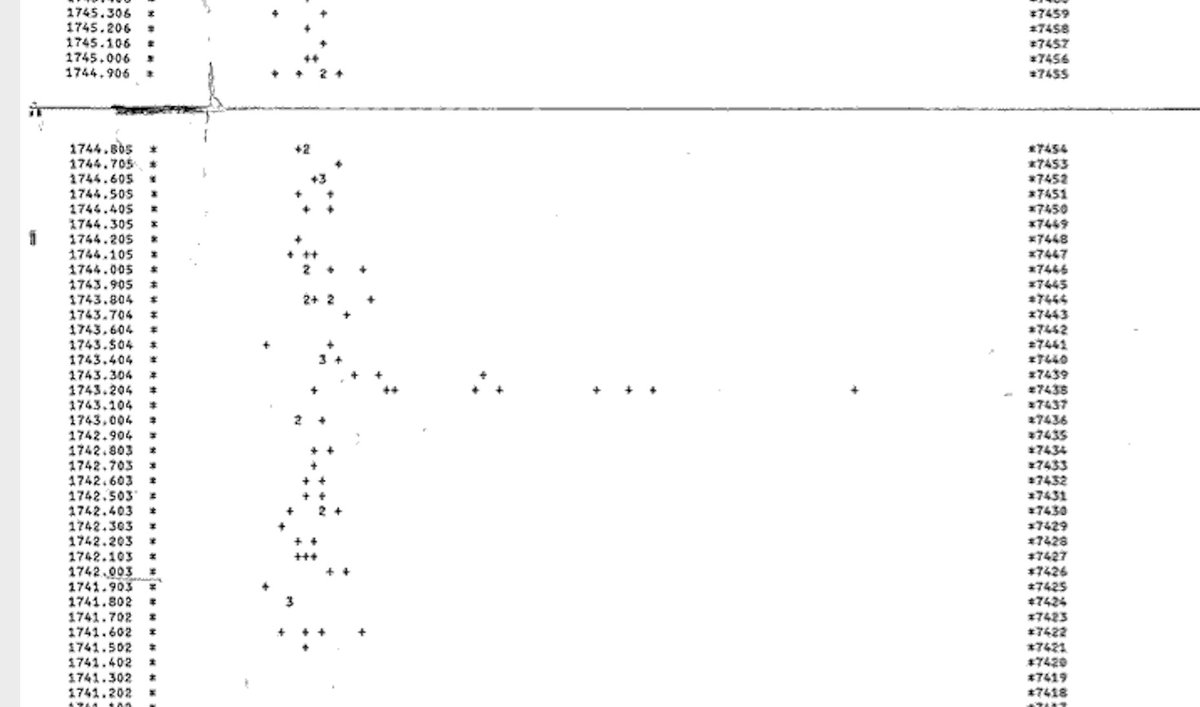 1745.306 * + + *7459
1745.206 * + *7458
1745.106 * + *7457
1745.006 * ++ *7456
1744.906 * + + 2 + *7455
1744.805 * +2 *7454
1744.705 * + *7453
1744.605 * +3 *7452
1744.505 * + + *7451
1744.405 * + + *7450
1744.305 * *7449
1744.205 * + *7448
1744.105 * + ++ *7447
1744.005 * 2 + + *7446
1743.905 * *7445
1743.804 * 2+ 2 + *7444
1743.704 * + *7443
1743.604 * *7442
1743.504 * + + *7441
1743.404 * 3 + *7440
1743.304 * + + + *7439
1743.204 * + ++ + + + + + + *7438
1743.104 * *7437
1743.004 * 2 + *7436
1742.904 * *7435
1742.803 * + + *7434
1742.703 * + *7433
1742.603 * + + *7432
1742.503 * + + *7431
1742.403 * + 2 + *7430
1742.303 * + *7429
1742.203 * + + *7428
1742.103 * +++ *7427
1742.003 * + + *7426
1741.903 * + *7425
1741.802 * 3 *7424
1741.702 * *7423
1741.602 * + + + + *7422
1741.502 * + *7421
1741.402 * *7420
1741.302 * *7419
1741.202 * *7418